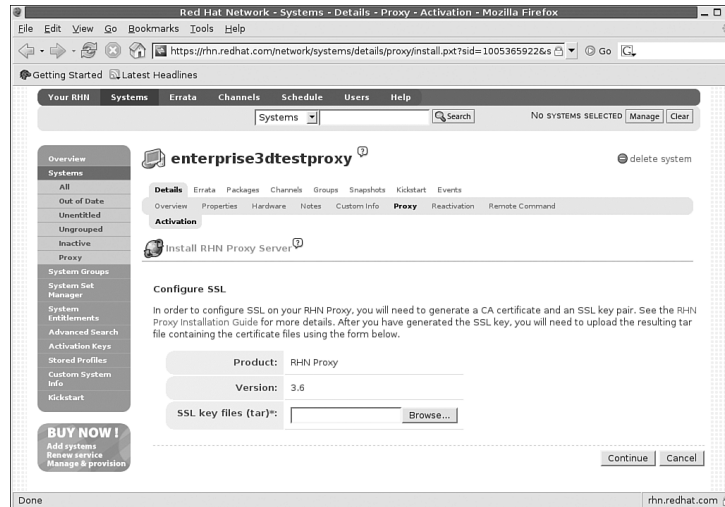 Red Hat Network - Systems - Details - Proxy - Activation - Mozilla Firefox
File Edit View Go Bookmarks Tools Help
https://rhn.redhat.com/network/systems/details/proxy/install.pxt?sid=1005365922&s
Go
Getting Started Latest Headlines
Your RHN Systems Errata Channels Schedule Users Help
Systems Search NO SYSTEMS SELECTED Manage Clear
Overview
Systems
All
Out of Date
Unentitled
Ungrouped
Inactive
Proxy
System Groups
System Set
Manager
System
Entitlements
Advanced Search
Activation Keys
Stored Profiles
Custom System
Info
Kickstart
BUY NOW!
Add systems
Renew service
Manage & provision
enterprise3dtestproxy ? delete system
Details Errata Packages Channels Groups Snapshots Kickstart Events
Overview Properties Hardware Notes Custom Info Proxy Reactivation Remote Command
Activation
Install RHN Proxy Server ?
Configure SSL
In order to configure SSL on your RHN Proxy, you will need to generate a CA certificate and an SSL key pair. See the RHN
Proxy Installation Guide for more details. After you have generated the SSL key, you will need to upload the resulting tar
file containing the certificate files using the form below.
Product: RHN Proxy
Version: 3.6
SSL key files (tar)*: Browse...
Continue Cancel
Done rhn.redhat.com